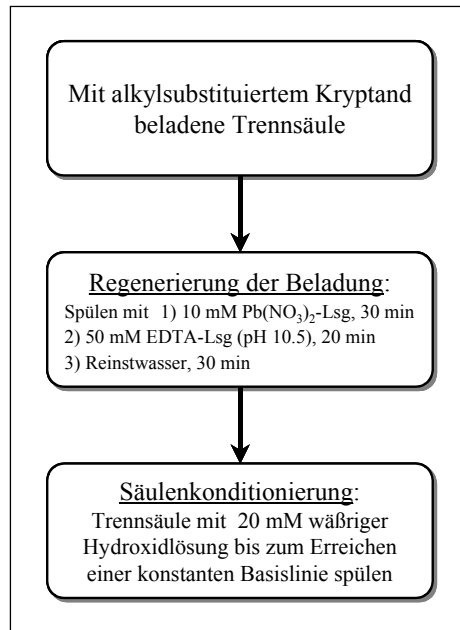 Mit alkylsubstituiertem Kryptand
beladene Trennsäule
Regenerierung der Beladung:
Spülen mit 1) 10 mM Pb(NO₃)₂-Lsg, 30 min
2) 50 mM EDTA-Lsg (pH 10.5), 20 min
3) Reinstwasser, 30 min
Säulenkonditionierung:
Trennsäule mit 20 mM wäßriger
Hydroxidlösung bis zum Erreichen
einer konstanten Basislinie spülen